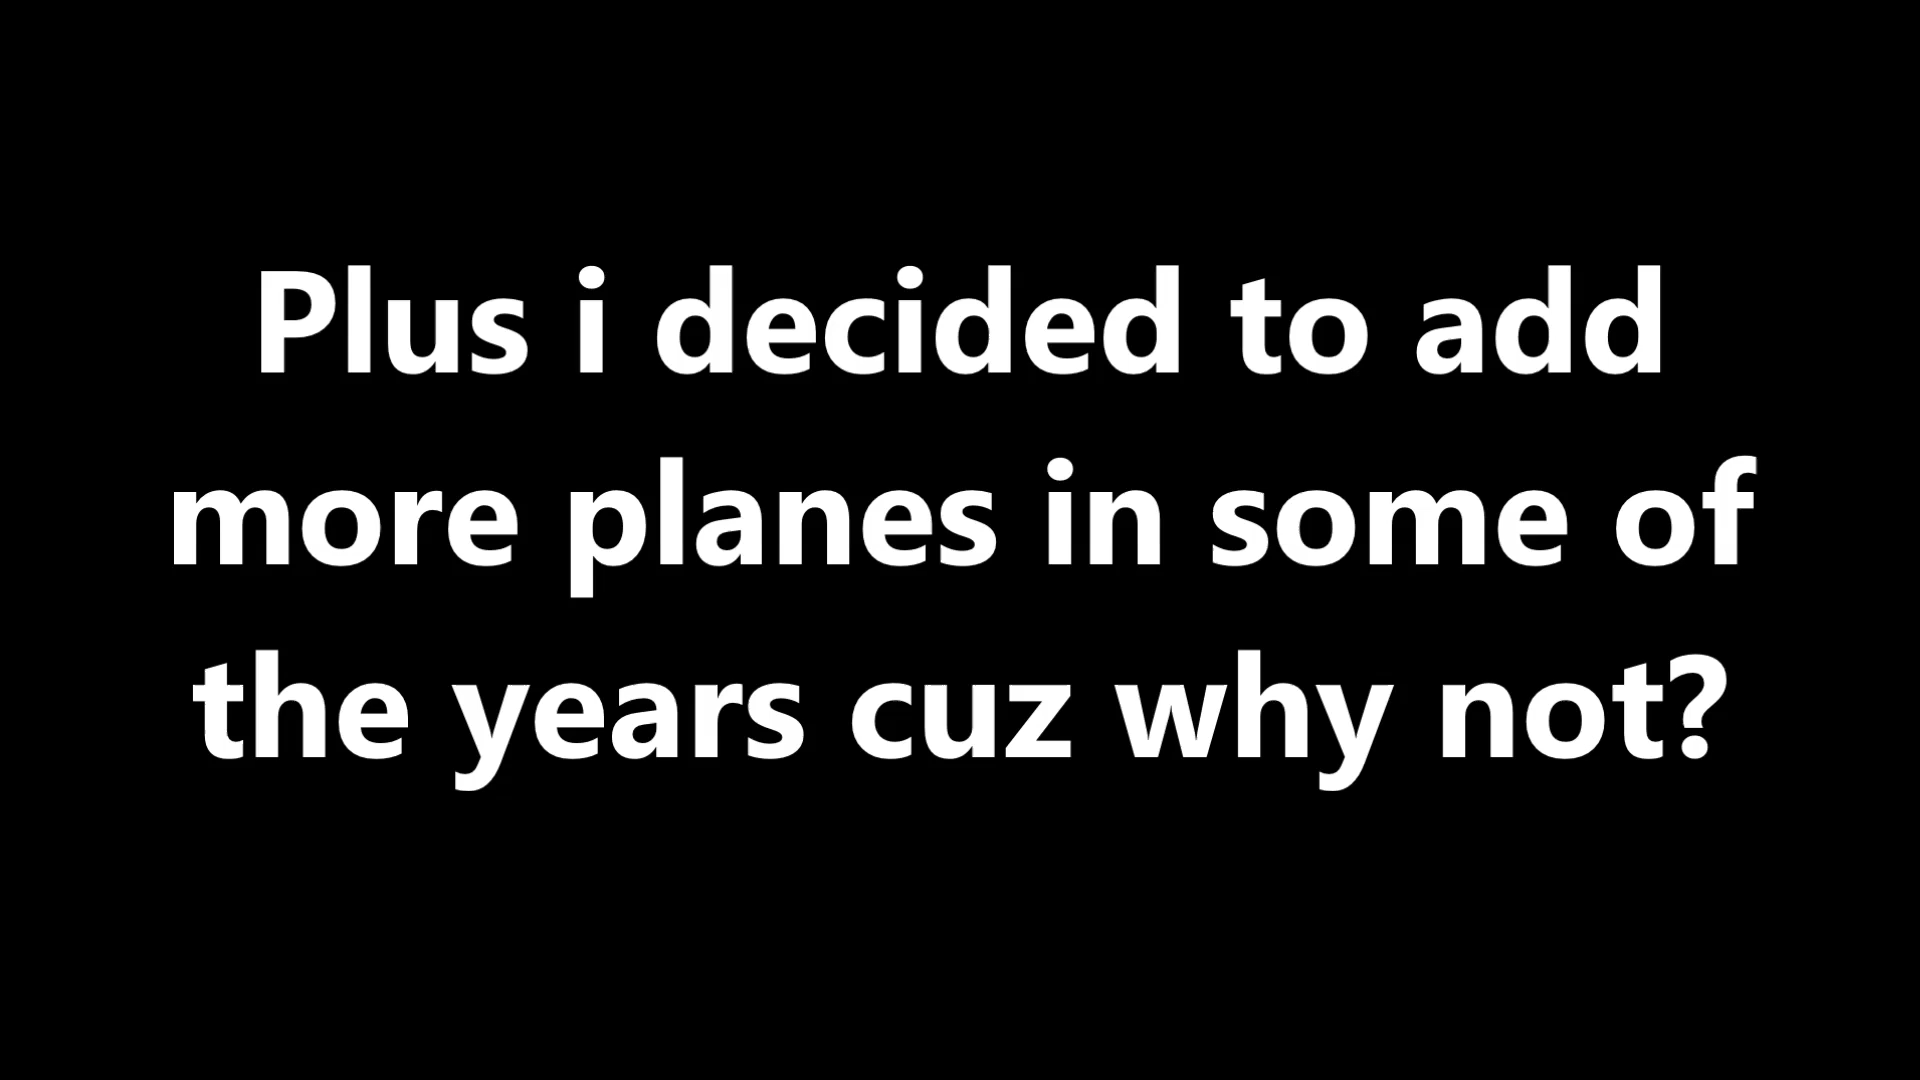 Plus i decided to add
more planes in some of
the years cuz why not?